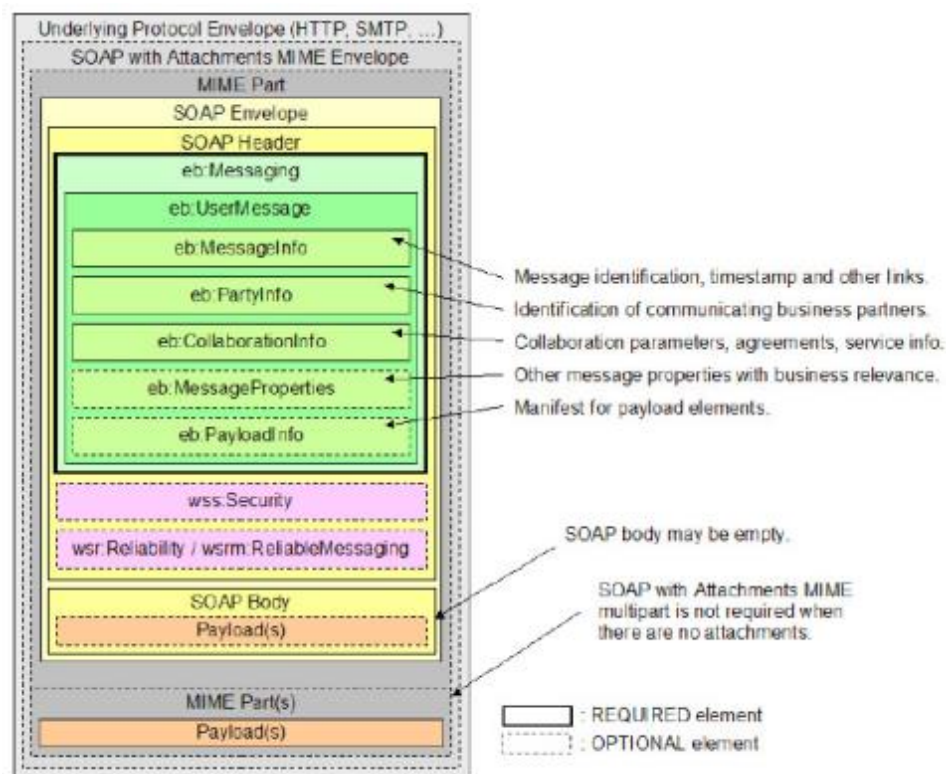 Underlying Protocol Envelope (HTTP, SMTP, ...)
SOAP with Attachments MIME Envelope
MIME Part
SOAP Envelope
SOAP Header
eb:Messaging
eb:UserMessage
eb:MessageInfo
eb:PartyInfo
eb:CollaborationInfo
eb:MessageProperties
eb:PayloadInfo
Message identification, timestamp and other links.
Identification of communicating business partners.
Collaboration parameters, agreements, service info.
Other message properties with business relevance.
Manifest for payload elements.
wss:Security
wsr:Reliability / wsrm:ReliableMessaging
SOAP body may be empty.
SOAP Body
Payload(s)
SOAP with Attachments MIME
multipart is not required when
there are no attachments.
MIME Part(s)
Payload(s)
: REQUIRED element
: OPTIONAL element